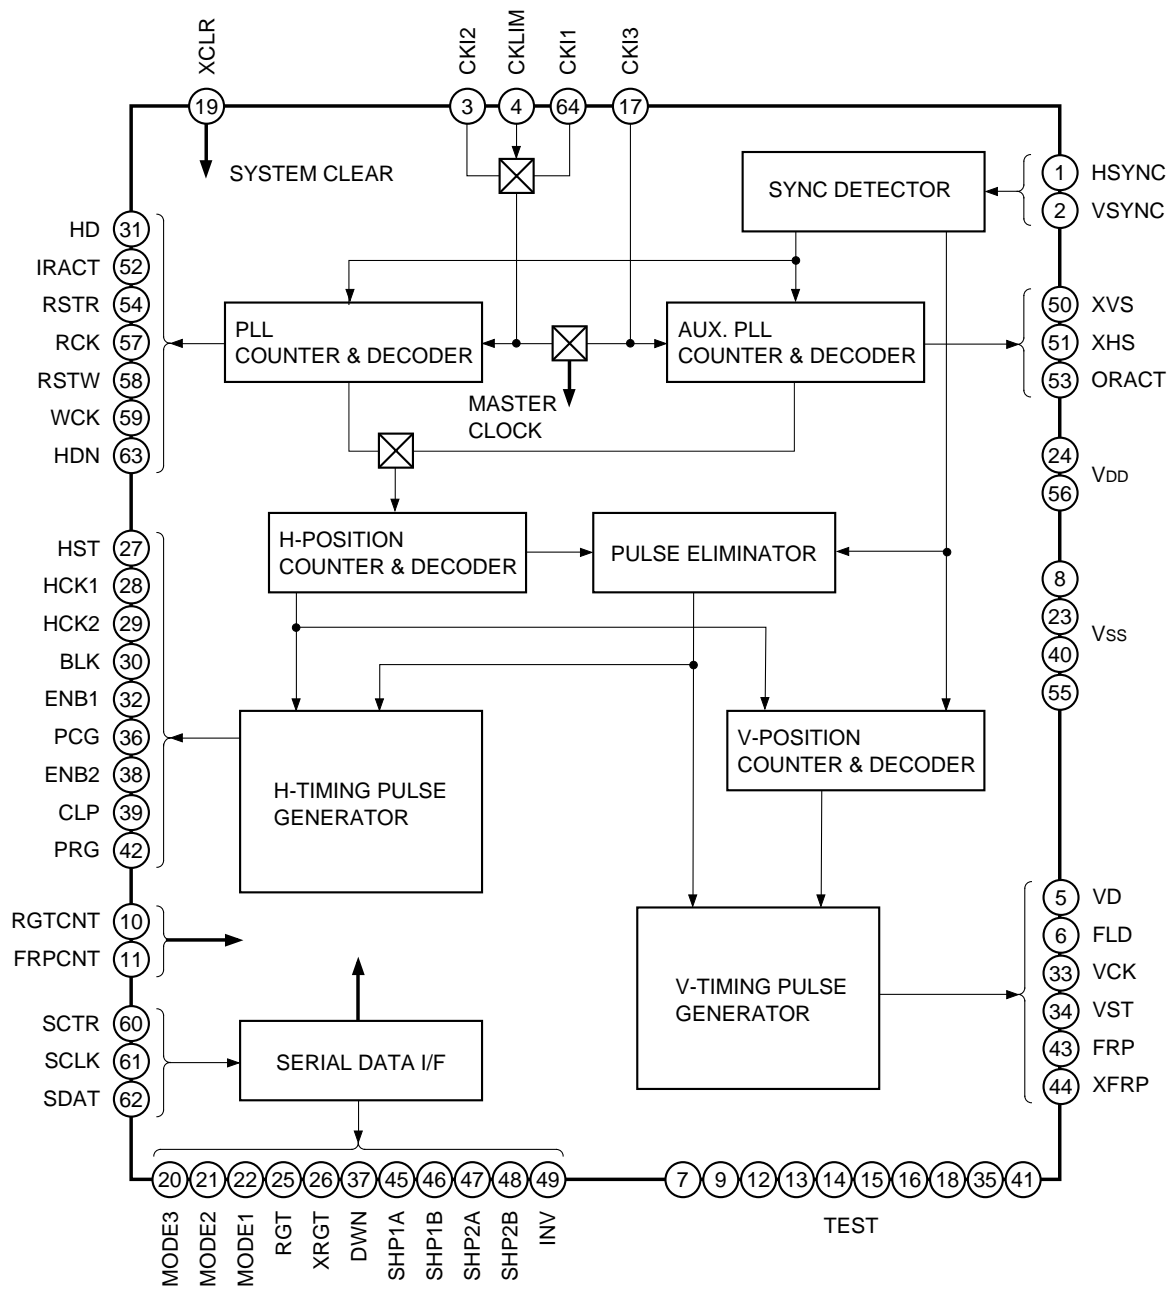 XCLR
CKI2
CKLIM
CKI1
CKI3
19
3
4
64
17
SYSTEM CLEAR
SYNC DETECTOR
1 HSYNC
2 VSYNC
HD 31
IRACT 52
RSTR 54
RCK 57
RSTW 58
WCK 59
HDN 63
PLL
COUNTER & DECODER
MASTER
CLOCK
AUX. PLL
COUNTER & DECODER
50 XVS
51 XHS
53 ORACT
24
56
VDD
8
23
40
55
VSS
H-POSITION
COUNTER & DECODER
PULSE ELIMINATOR
HST 27
HCK1 28
HCK2 29
BLK 30
ENB1 32
PCG 36
ENB2 38
CLP 39
PRG 42
H-TIMING PULSE
GENERATOR
V-POSITION
COUNTER & DECODER
RGTCNT 10
FRPCNT 11
V-TIMING PULSE
GENERATOR
5 VD
6 FLD
33 VCK
34 VST
43 FRP
44 XFRP
SCTR 60
SCLK 61
SDAT 62
SERIAL DATA I/F
20
21
22
25
26
37
45
46
47
48
49
MODE3
MODE2
MODE1
RGT
XRGT
DWN
SHP1A
SHP1B
SHP2A
SHP2B
INV
7
9
12
13
14
15
16
18
35
41
TEST